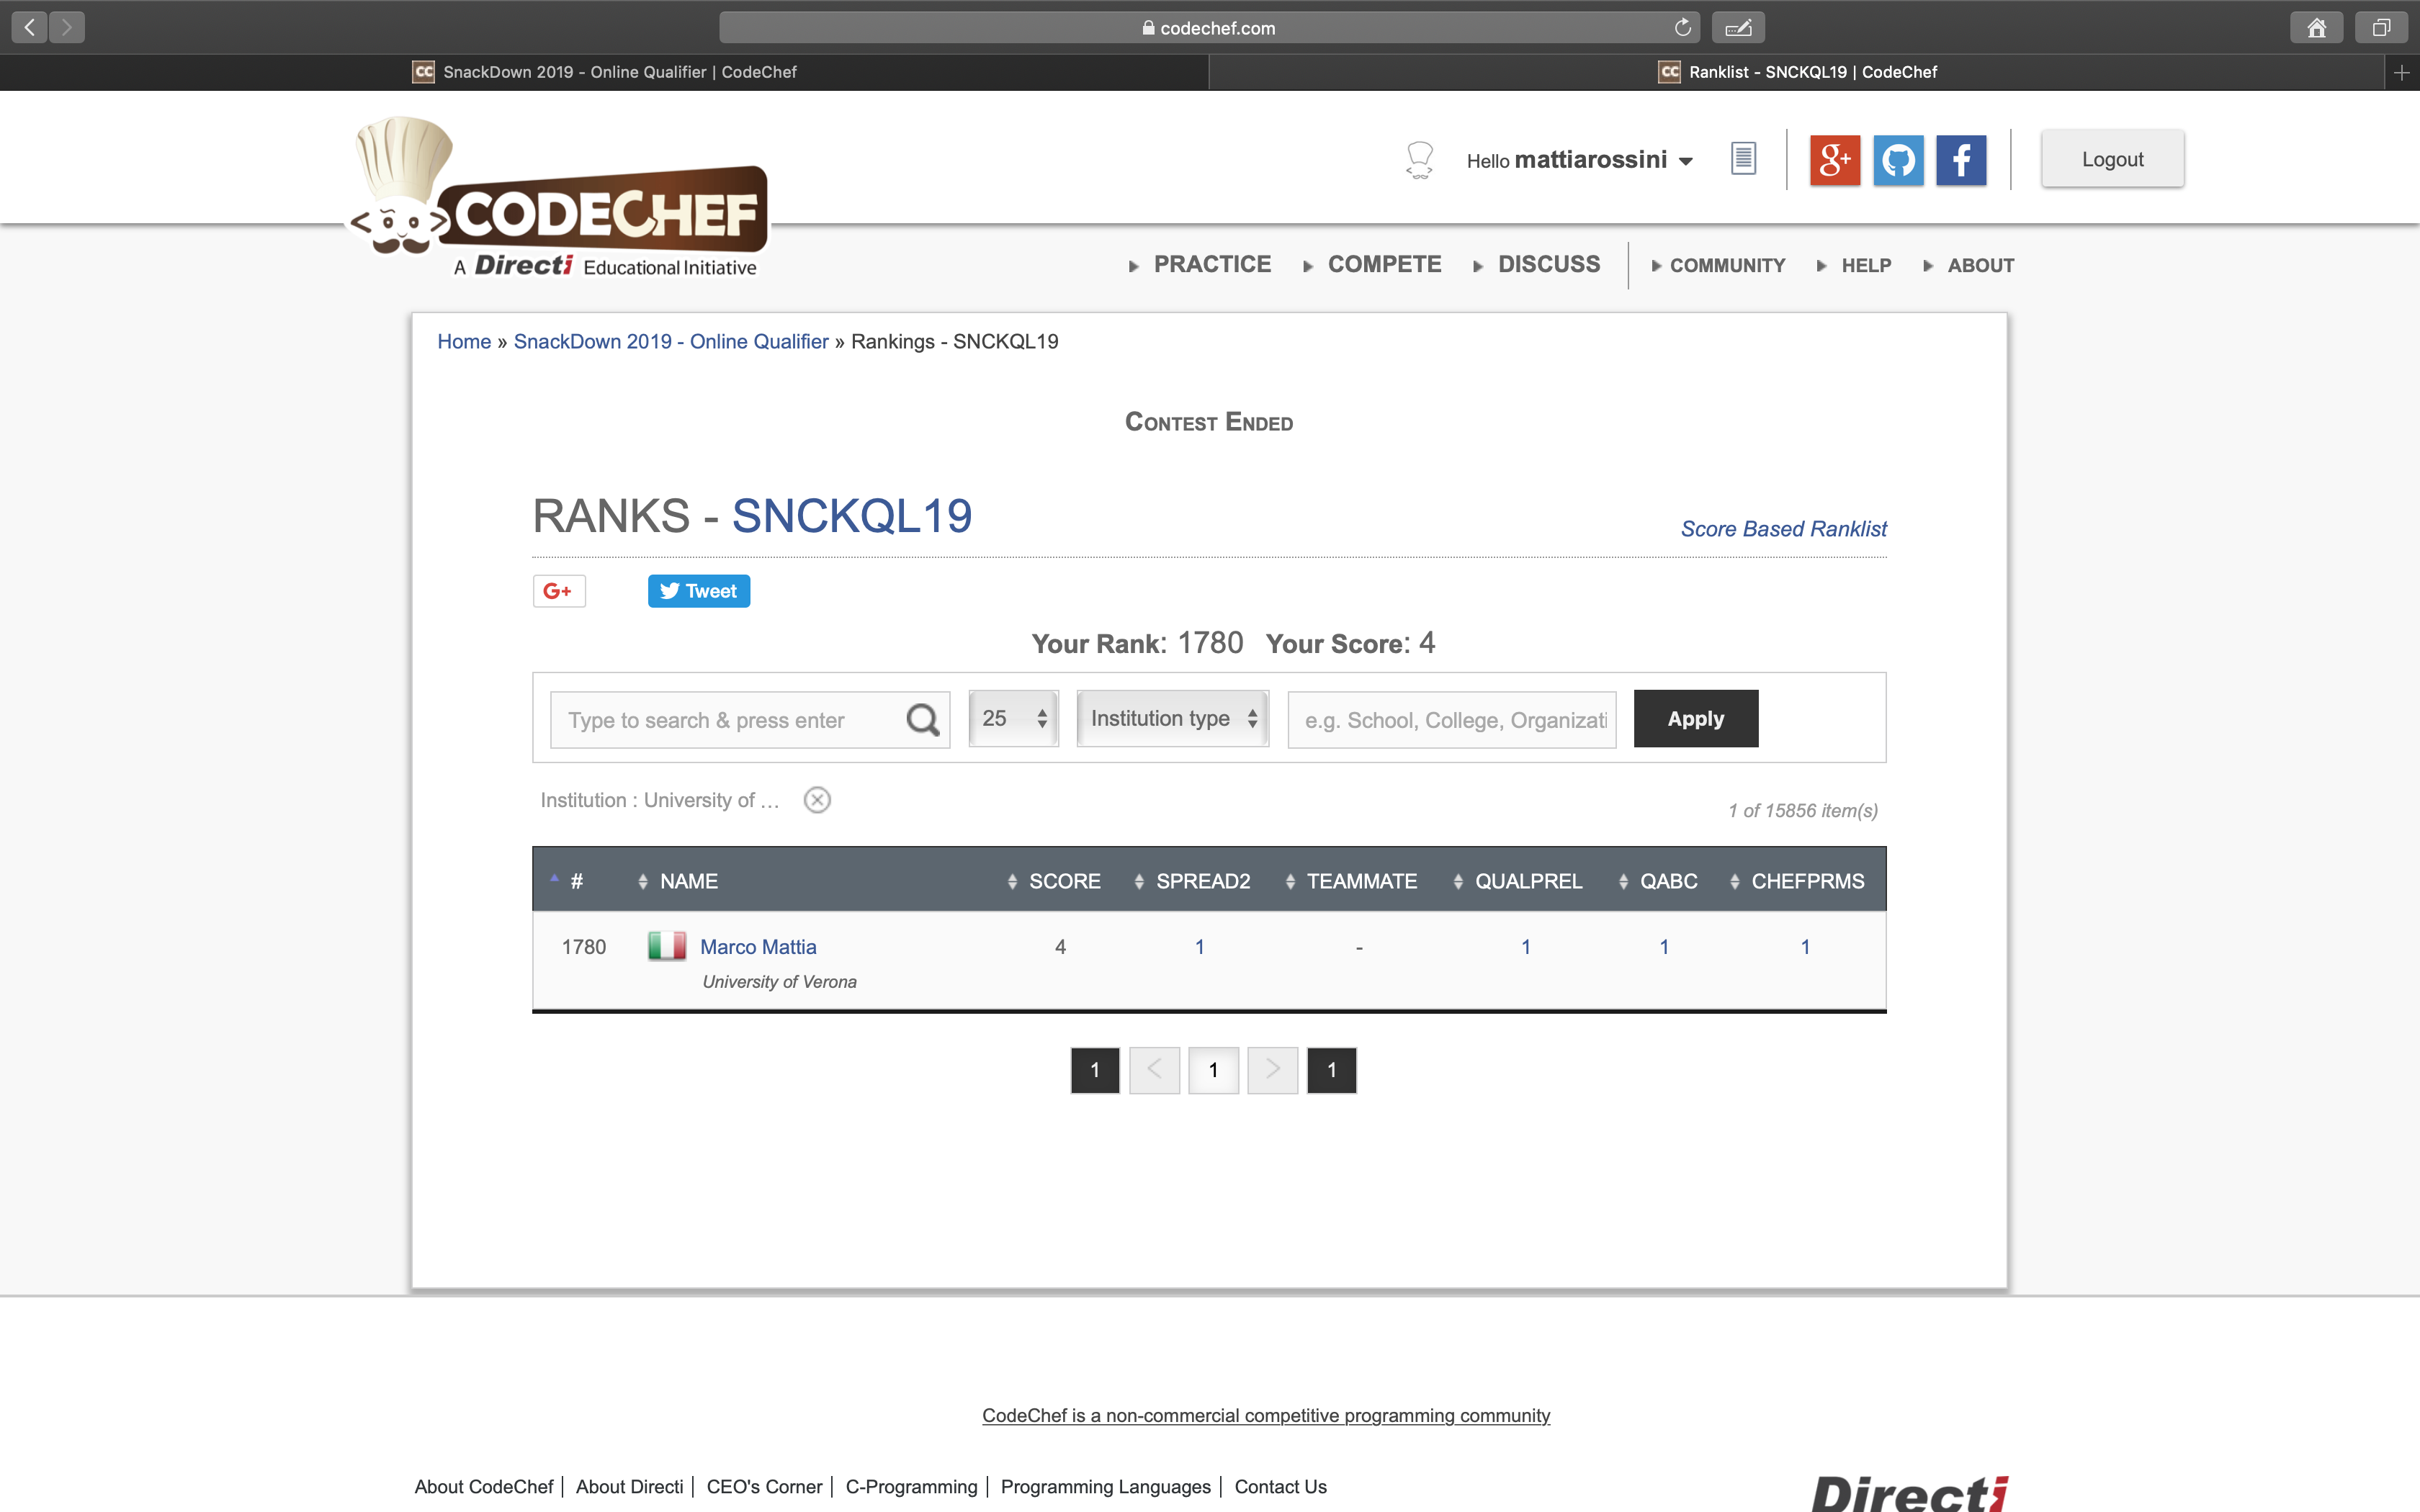 codechef.com
CC SnackDown 2019 - Online Qualifier | CodeChef
CC Ranklist - SNCKQL19 | CodeChef
Hello mattiarossini
g+
f
Logout
CODECHEF
A Directi Educational Initiative
PRACTICE COMPETE DISCUSS COMMUNITY HELP ABOUT
Home » SnackDown 2019 - Online Qualifier » Rankings - SNCKQL19
Contest Ended
RANKS - SNCKQL19
Score Based Ranklist
G+
Tweet
Your Rank: 1780 Your Score: 4
Type to search & press enter 25 Institution type e.g. School, College, Organizati Apply
Institution : University of ...
1 of 15856 item(s)
# NAME SCORE SPREAD2 TEAMMATE QUALPREL QABC CHEFPRMS
1780 Marco Mattia 4 1 - 1 1 1
University of Verona
1 < 1 > 1
CodeChef is a non-commercial competitive programming community
About CodeChef | About Directi | CEO's Corner | C-Programming | Programming Languages | Contact Us
Directi